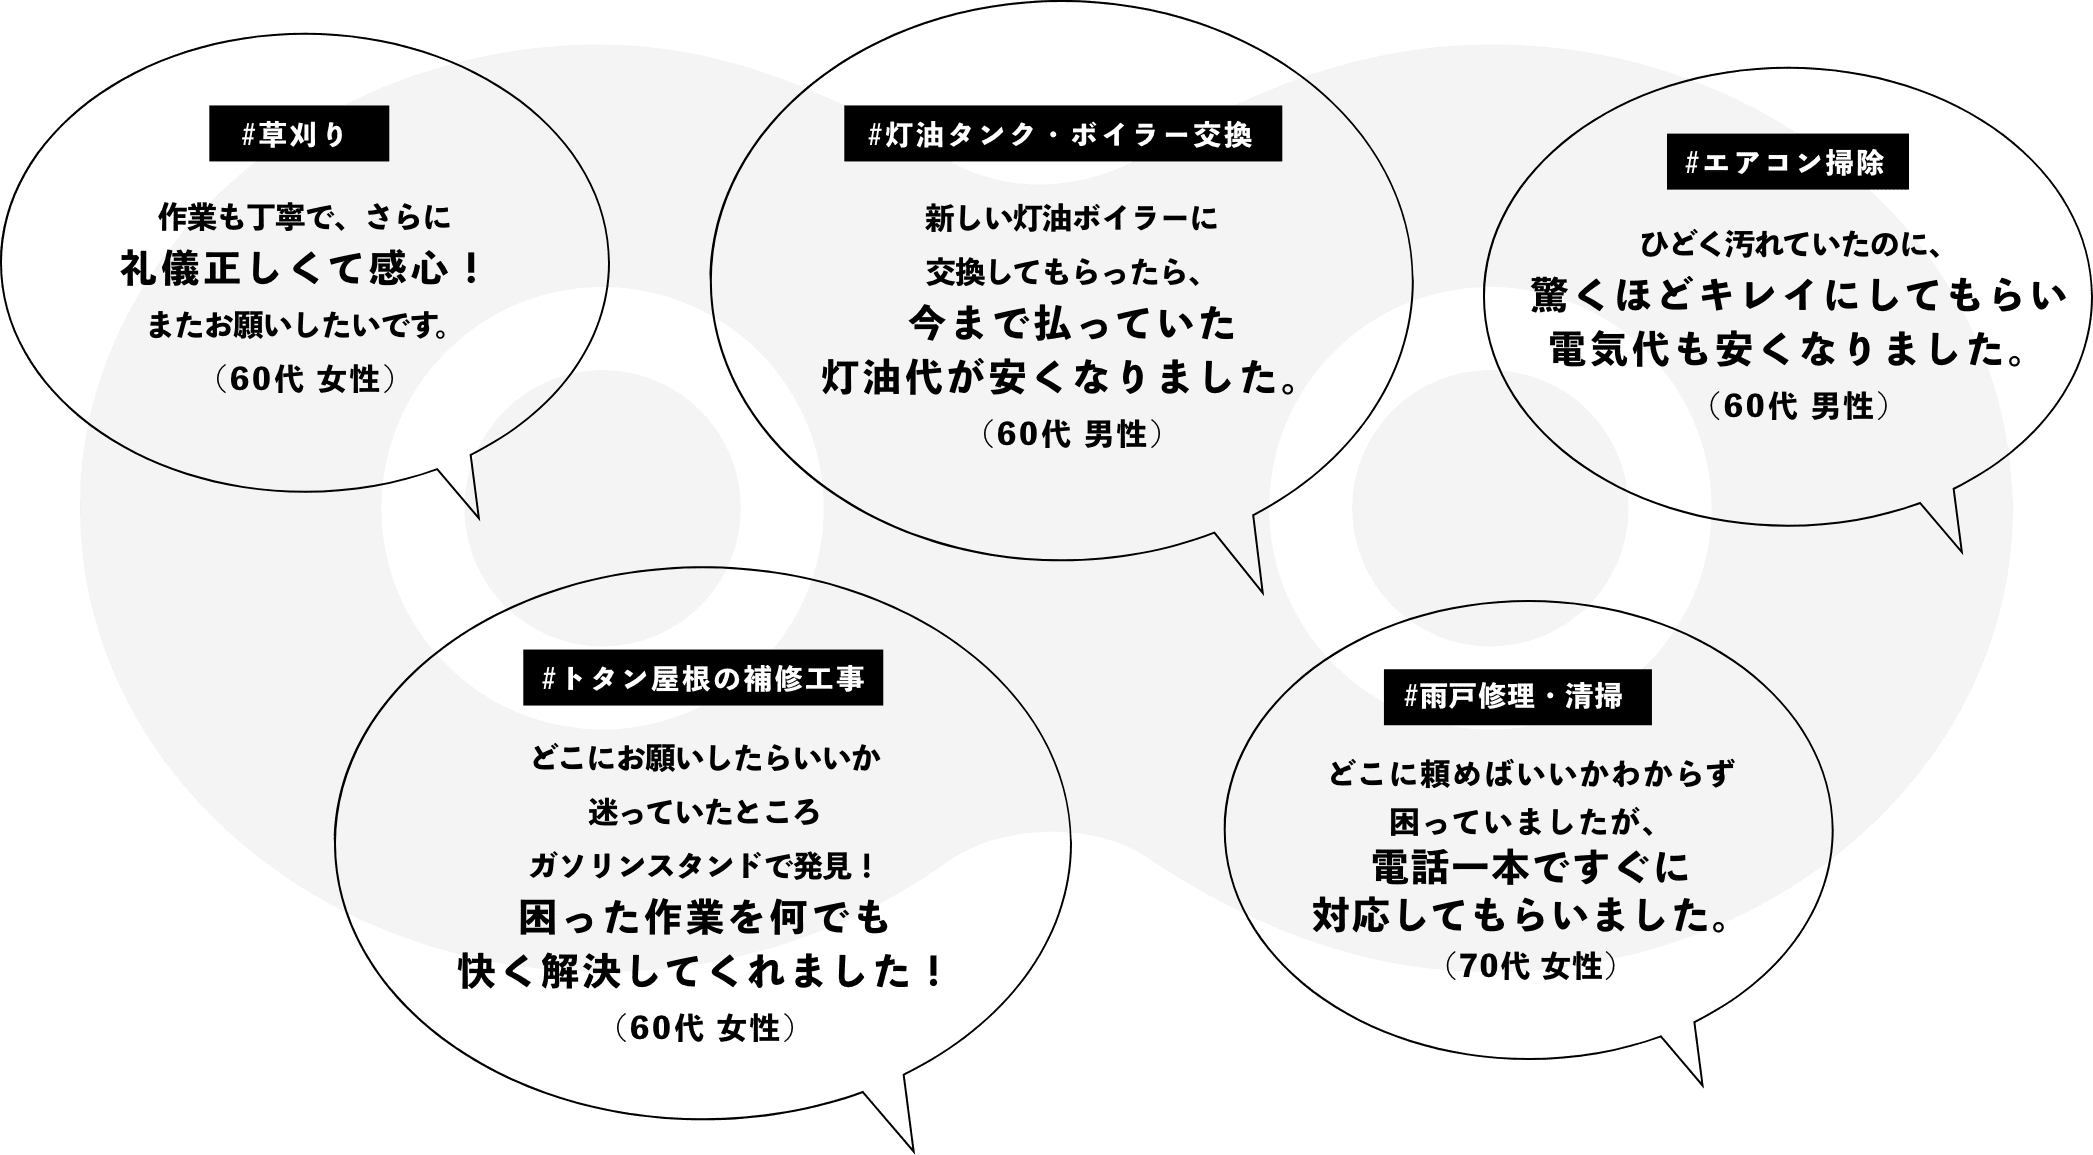 #草刈り
作業も丁寧で、さらに
礼儀正しくて感心！
またお願いしたいです。
（60代 女性）
#灯油タンク・ボイラー交換
新しい灯油ボイラーに
交換してもらったら、
今まで払っていた
灯油代が安くなりました。
（60代 男性）
#エアコン掃除
ひどく汚れていたのに、
驚くほどキレイにしてもらい
電気代も安くなりました。
（60代 男性）
#トタン屋根の補修工事
どこにお願いしたらいいか
迷っていたところ
ガソリンスタンドで発見！
困った作業を何でも
快く解決してくれました！
（60代 女性）
#雨戸修理・清掃
どこに頼めばいいかわからず
困っていましたが、
電話一本ですぐに
対応してもらいました。
（70代 女性）